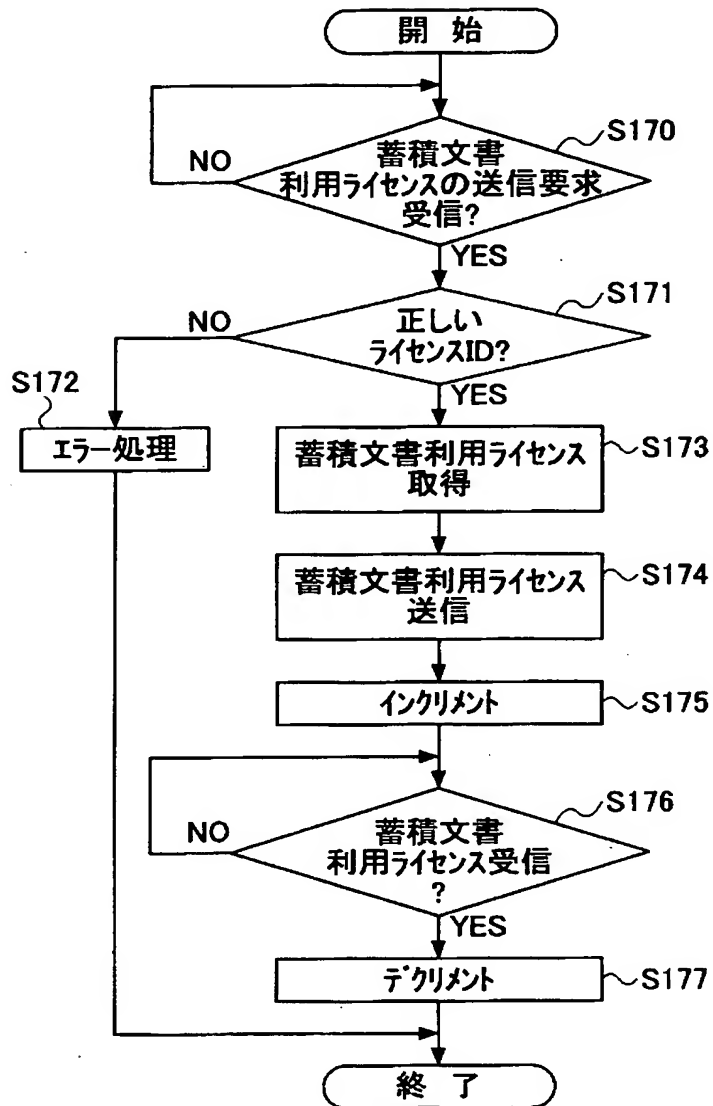 開 始
S170
NO
蓄積文書
利用ライセンスの送信要求
受信?
YES
S171
NO
正しい
ライセンスID?
YES
S172
エラー処理
蓄積文書利用ライセンス
取得
S173
蓄積文書利用ライセンス
送信
S174
インクリメント
S175
S176
NO
蓄積文書
利用ライセンス受信
?
YES
デクリメント
S177
終 了